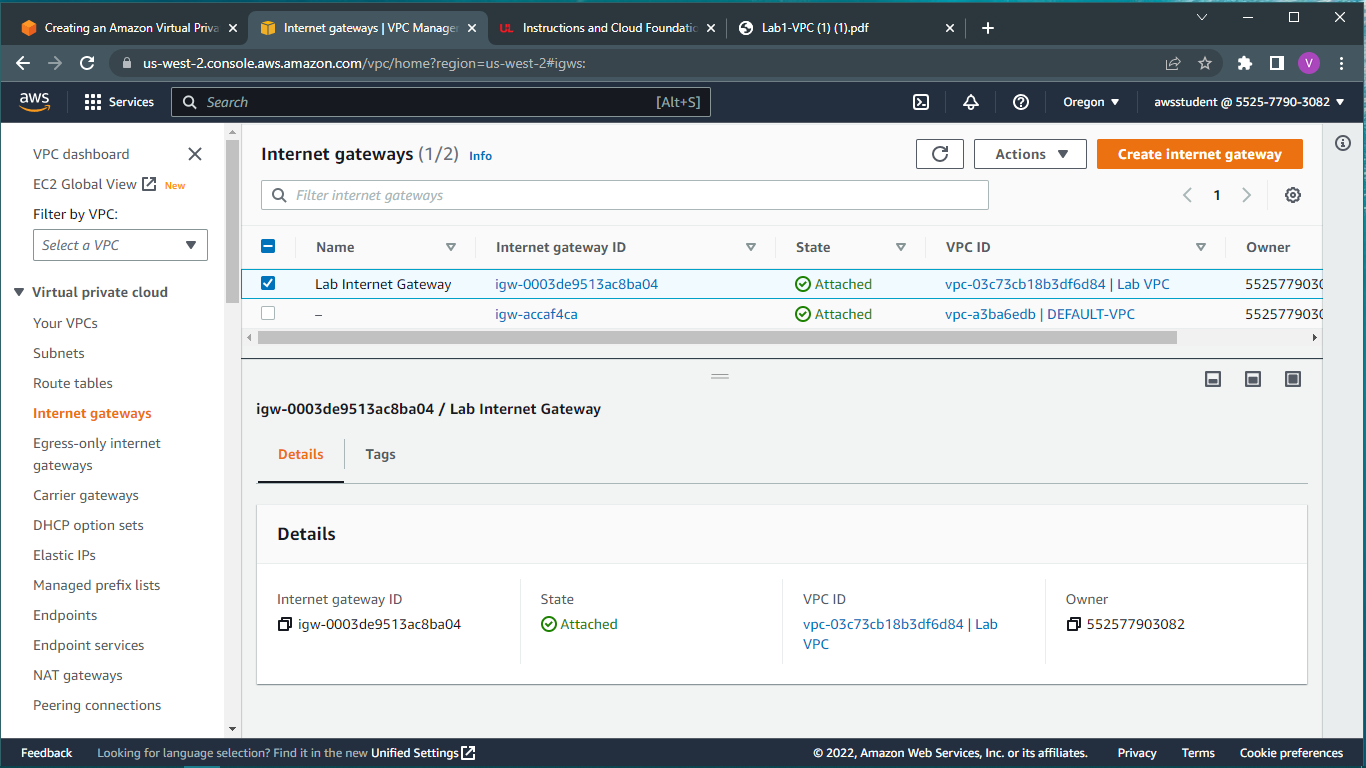 Creating an Amazon Virtual Priva
Internet gateways | VPC Manager
UL Instructions and Cloud Foundatio
Lab1-VPC (1) (1).pdf
us-west-2.console.aws.amazon.com/vpc/home?region=us-west-2#igws:
V
aws
Services
Search
[Alt+S]
Oregon
awsstudent @ 5525-7790-3082
VPC dashboard
EC2 Global View New
Filter by VPC:
Select a VPC
Virtual private cloud
Your VPCs
Subnets
Route tables
Internet gateways
Egress-only internet
gateways
Carrier gateways
DHCP option sets
Elastic IPs
Managed prefix lists
Endpoints
Endpoint services
NAT gateways
Peering connections
Internet gateways (1/2) Info
Actions
Create internet gateway
Filter internet gateways
1
Name Internet gateway ID State VPC ID Owner
Lab Internet Gateway igw-0003de9513ac8ba04 Attached vpc-03c73cb18b3df6d84 | Lab VPC 5525779030
– igw-accaf4ca Attached vpc-a3ba6edb | DEFAULT-VPC 5525779030
igw-0003de9513ac8ba04 / Lab Internet Gateway
Details
Tags
Details
Internet gateway ID
igw-0003de9513ac8ba04
State
Attached
VPC ID
vpc-03c73cb18b3df6d84 | Lab
VPC
Owner
552577903082
Feedback
Looking for language selection? Find it in the new Unified Settings
© 2022, Amazon Web Services, Inc. or its affiliates.
Privacy
Terms
Cookie preferences